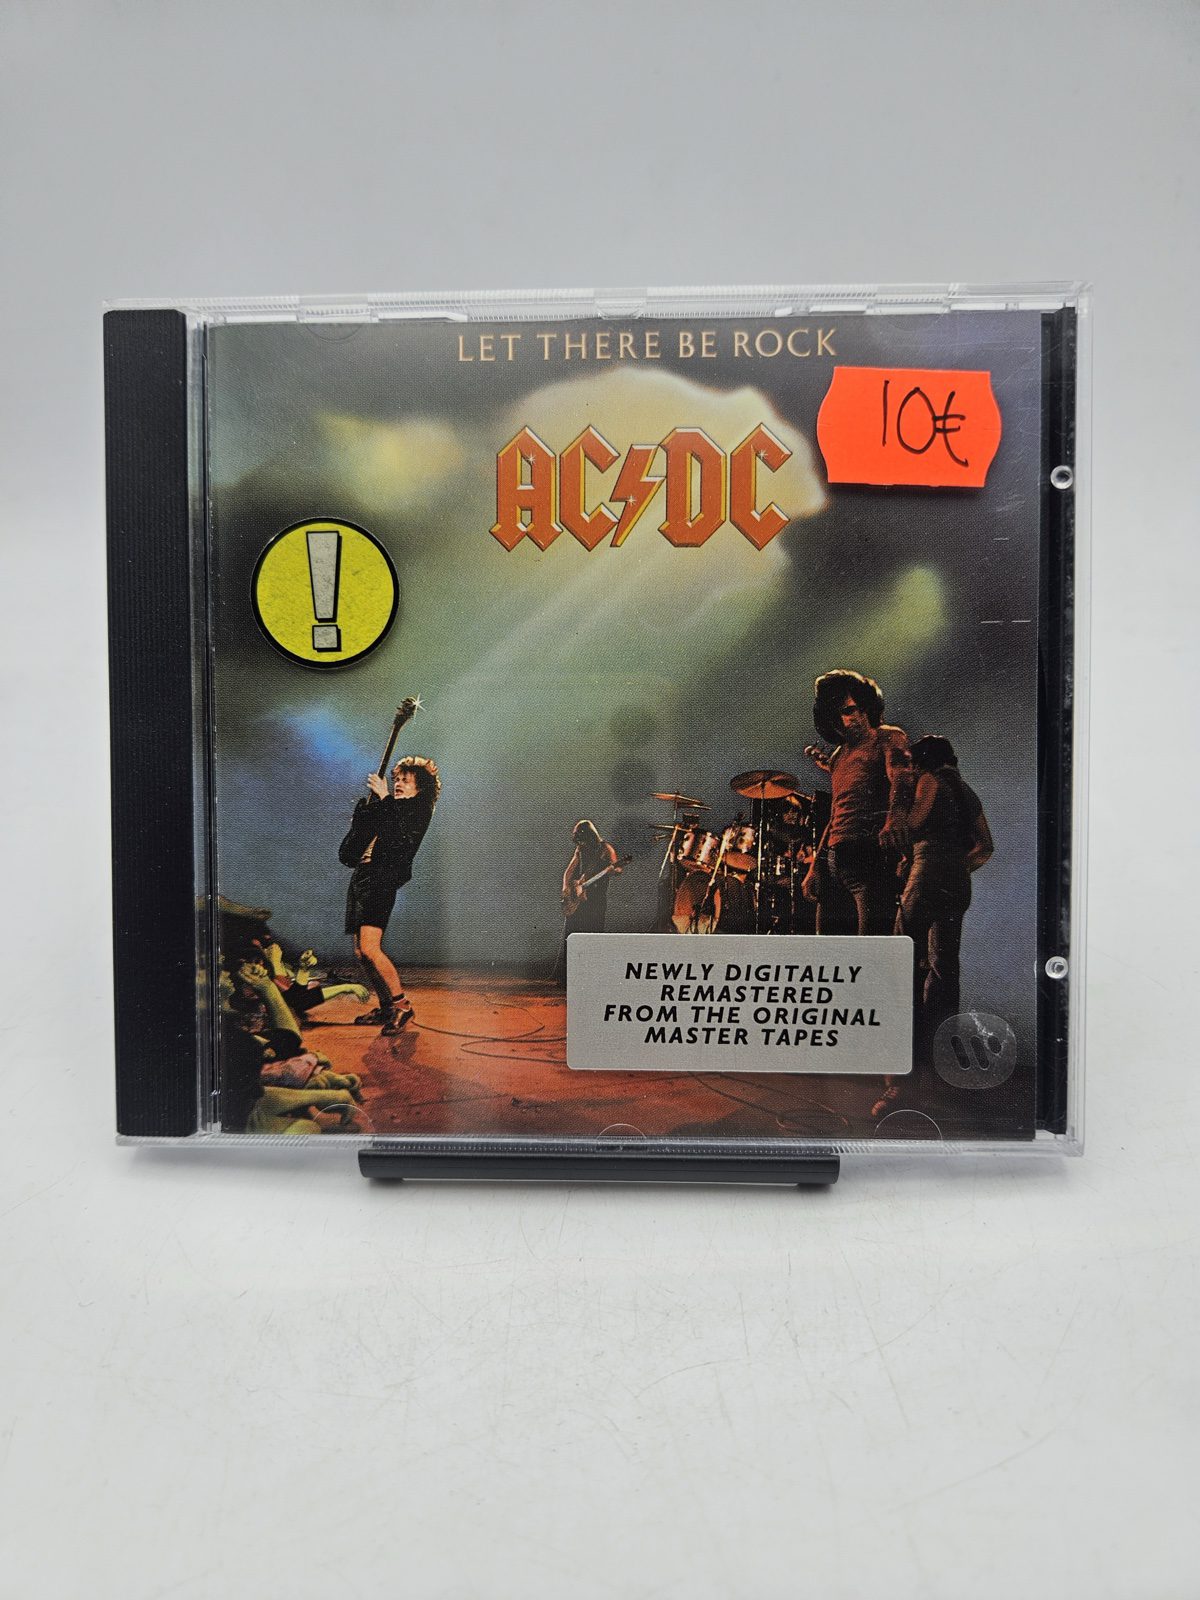 LET THERE BE ROCK
10€
AC/DC
!
NEWLY DIGITALLY
REMASTERED
FROM THE ORIGINAL
MASTER TAPES